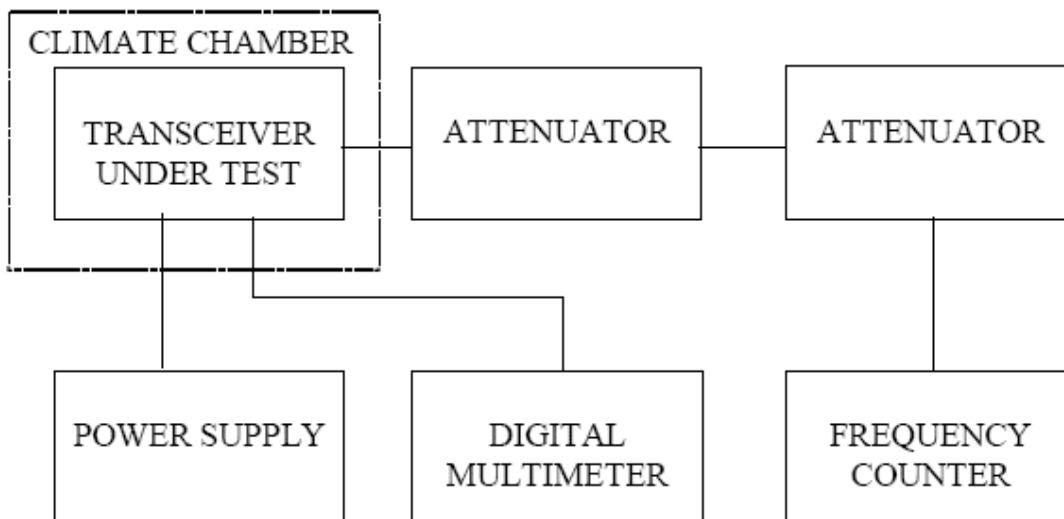 CLIMATE CHAMBER
TRANSCEIVER
UNDER TEST
ATTENUATOR
ATTENUATOR
POWER SUPPLY
DIGITAL
MULTIMETER
FREQUENCY
COUNTER